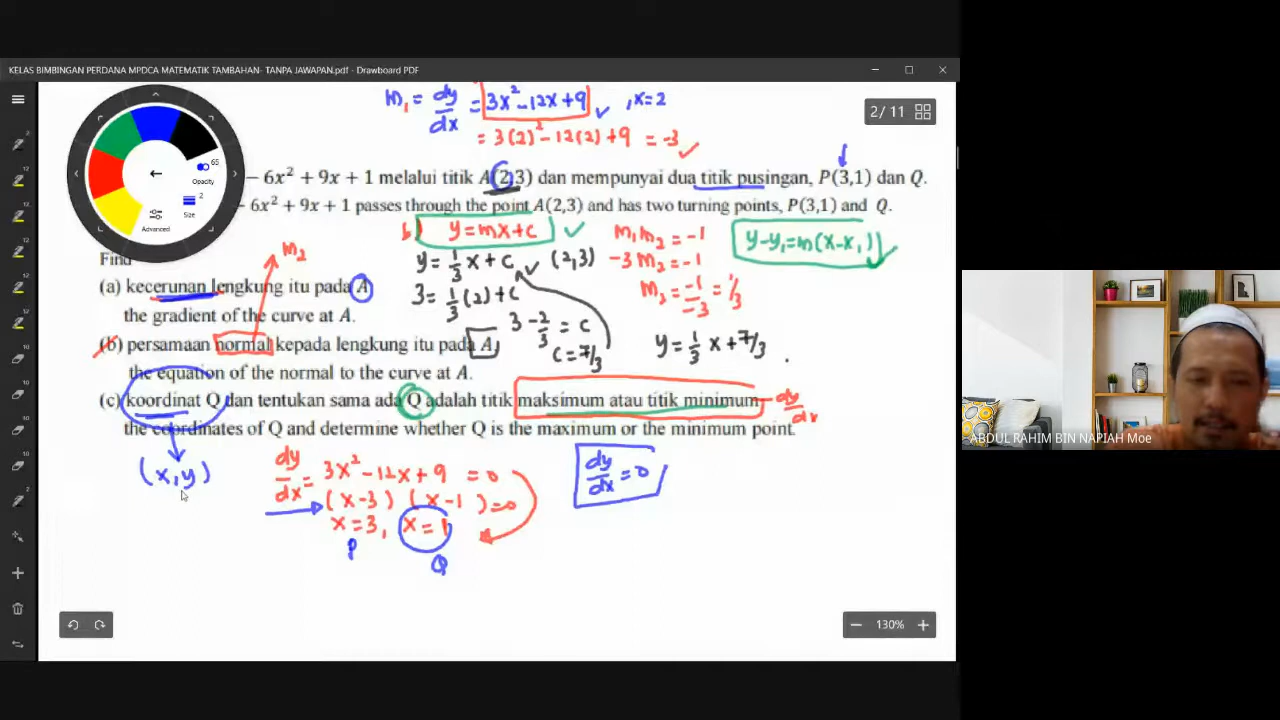 KELAS BIMBINGAN PERDANA MPDCA MATEMATIK TAMBAHAN- TANPA JAWAPAN.pdf - Drawboard PDF
2 / 11
65
Opacity
2
Size
Advanced
m₁ = dy/dx = 3x² - 12x + 9 , x=2
= 3(2)² - 12(2) + 9 = -3
− 6x² + 9x + 1 melalui titik A(2,3) dan mempunyai dua titik pusingan, P(3,1) dan Q.
− 6x² + 9x + 1 passes through the point A(2,3) and has two turning points, P(3,1) and Q.
b) y = mx + c
y = 1/3 x + c (2,3)
3 = 1/3 (2) + c
3 - 2/3 = c
c = 7/3
m₁m₂ = -1
-3m₂ = -1
m₂ = -1/-3 = 1/3
y = 1/3 x + 7/3
y-y₁=m(x-x₁)
m₂
Find
(a) kecerunan lengkung itu pada A
the gradient of the curve at A.
(b) persamaan normal kepada lengkung itu pada A
the equation of the normal to the curve at A.
(c) koordinat Q dan tentukan sama ada Q adalah titik maksimum atau titik minimum
dy/dx
the coordinates of Q and determine whether Q is the maximum or the minimum point.
(x,y)
dy/dx = 3x² - 12x + 9 = 0
(x-3) (x-1) = 0
x = 3, x = 1
P Q
dy/dx = 0
130%
ABDUL RAHIM BIN NAPIAH Moe